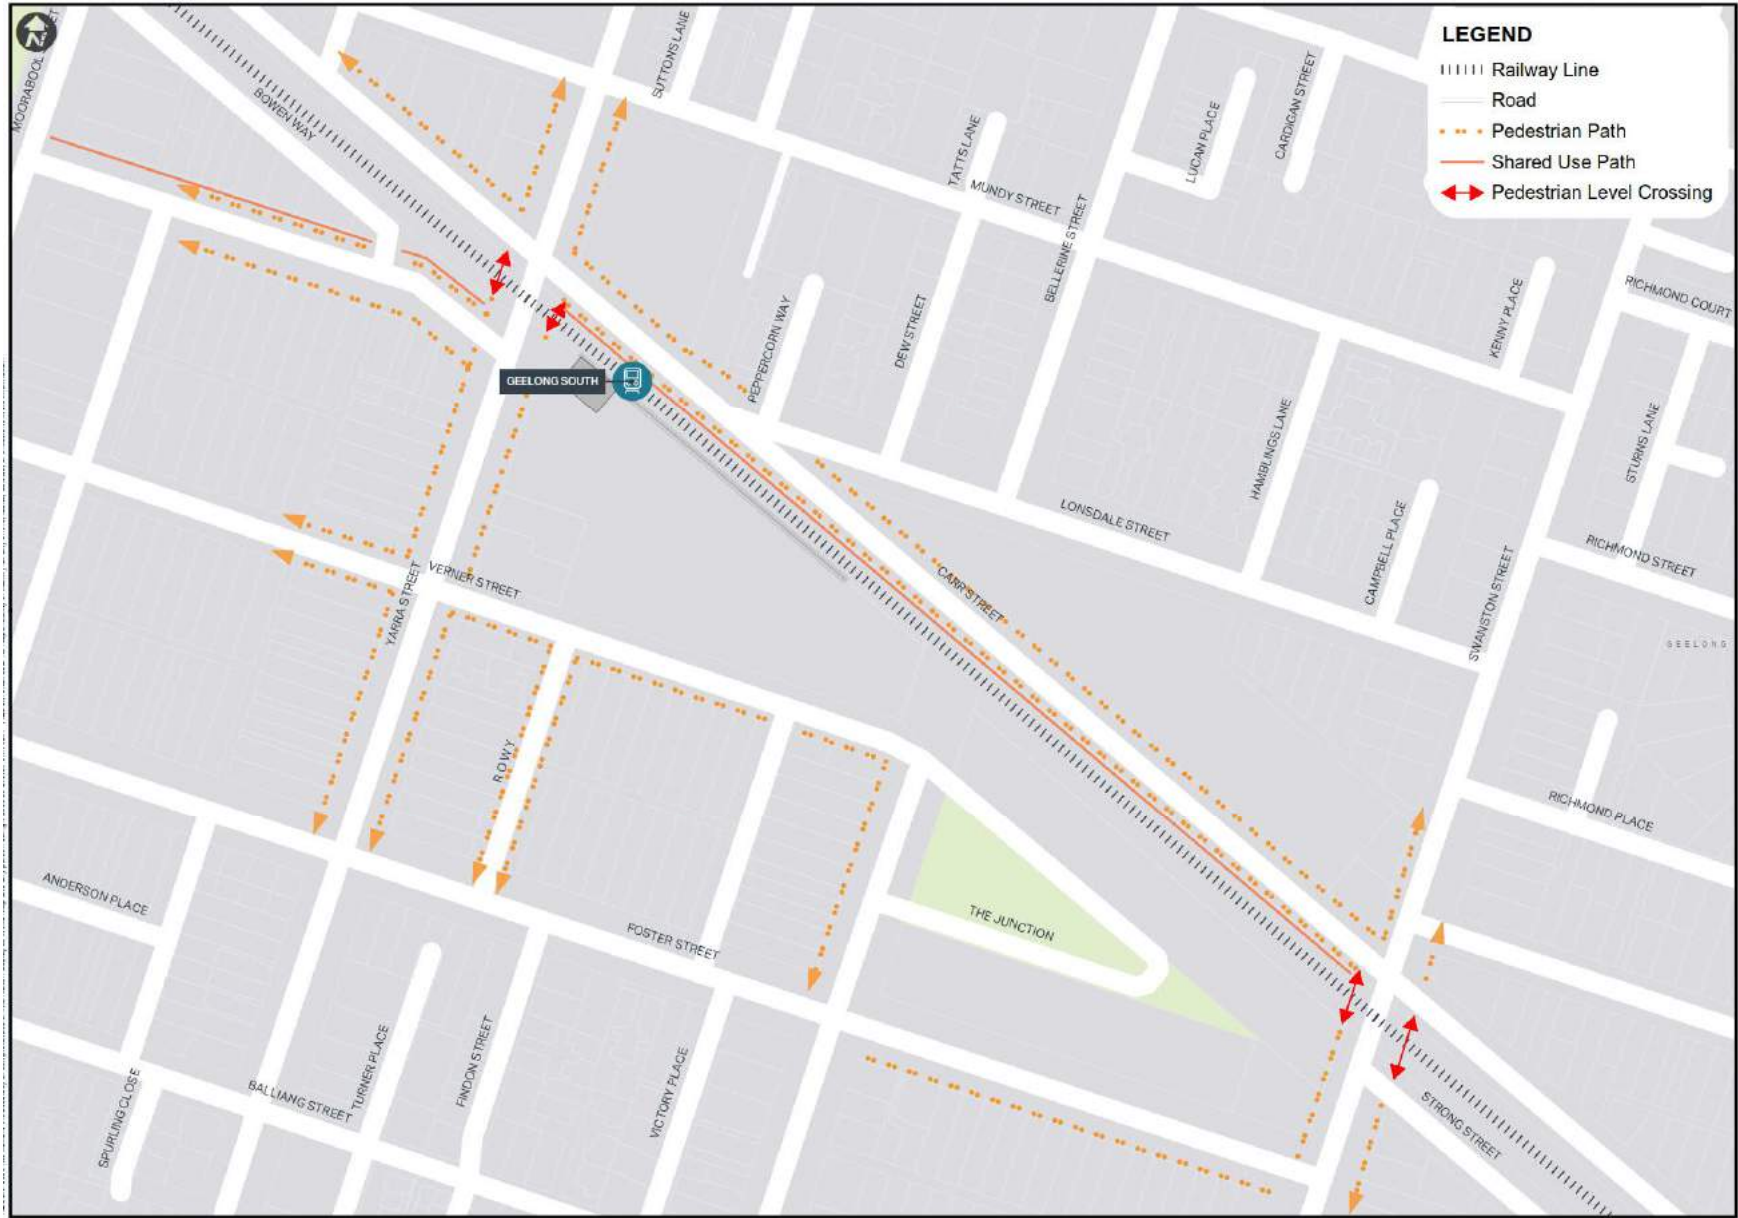 LEGEND
Railway Line
Road
Pedestrian Path
Shared Use Path
Pedestrian Level Crossing
N
MOORABOOL
BOWEN WAY
SUTTONS LANE
TATTS LANE
MUNDY STREET
LUCAN PLACE
CARDIGAN STREET
BELLERINE STREET
RICHMOND COURT
KENNY PLACE
PEPPERCORN WAY
DEW STREET
GEELONG SOUTH
HAMBLINGS LANE
STURNS LANE
LONSDALE STREET
CAMPBELL PLACE
RICHMOND STREET
VERNER STREET
YARRA STREET
CARR STREET
SWANSTON STREET
GEELONG
ROWY
RICHMOND PLACE
ANDERSON PLACE
FOSTER STREET
THE JUNCTION
SPURLING CLOSE
BALLIANG STREET
TURNER PLACE
FINDON STREET
VICTORY PLACE
STRONG STREET